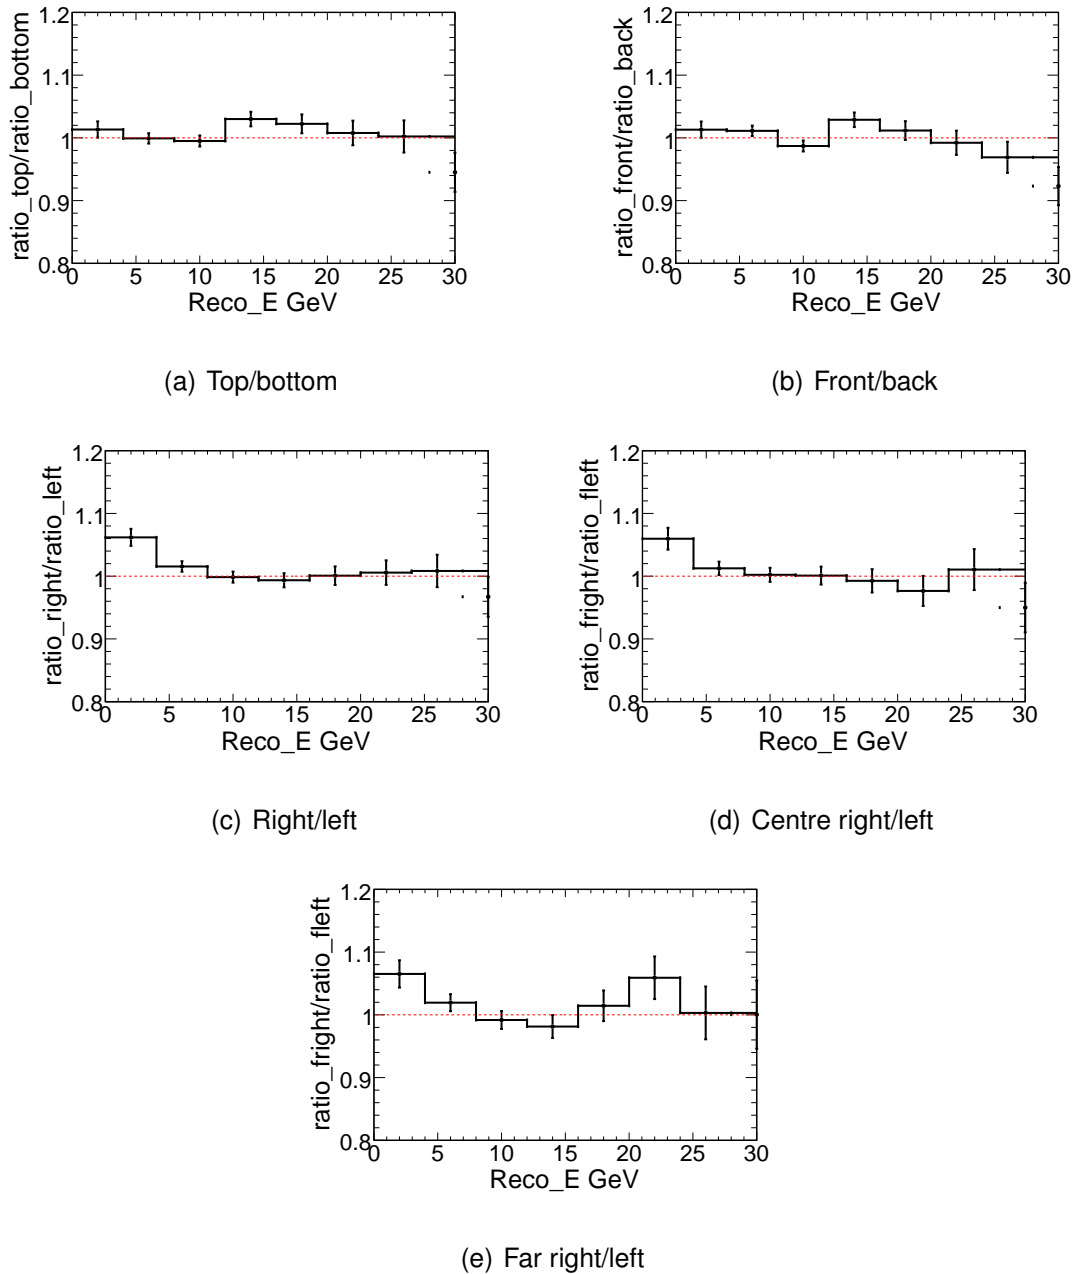 ratio_top/ratio_bottom
1.2
1.1
1
0.9
0.8
0 5 10 15 20 25 30
Reco_E GeV
(a) Top/bottom
ratio_front/ratio_back
1.2
1.1
1
0.9
0.8
0 5 10 15 20 25 30
Reco_E GeV
(b) Front/back
ratio_right/ratio_left
1.2
1.1
1
0.9
0.8
0 5 10 15 20 25 30
Reco_E GeV
(c) Right/left
ratio_fright/ratio_fleft
1.2
1.1
1
0.9
0.8
0 5 10 15 20 25 30
Reco_E GeV
(d) Centre right/left
ratio_fright/ratio_fleft
1.2
1.1
1
0.9
0.8
0 5 10 15 20 25 30
Reco_E GeV
(e) Far right/left